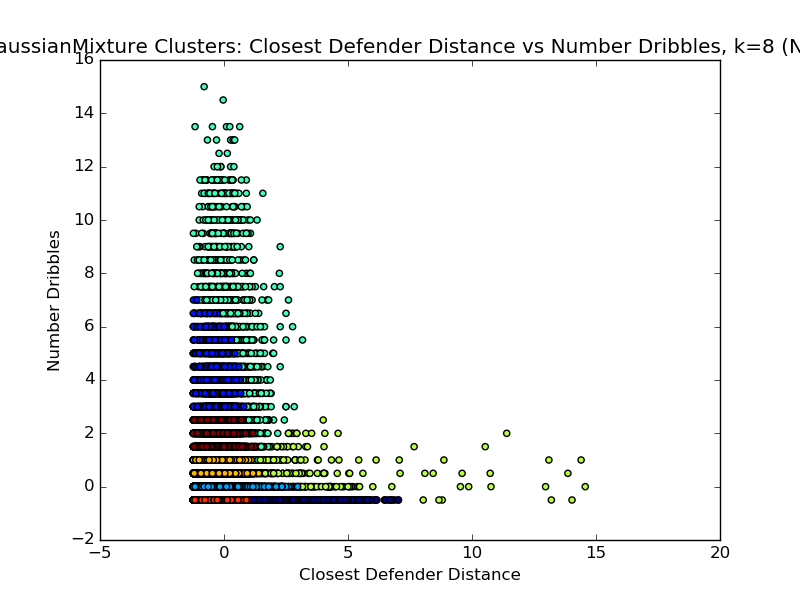 aussianMixture Clusters: Closest Defender Distance vs Number Dribbles, k=8 (N
16
14
12
10
8
6
4
2
0
−2
Number Dribbles
−5 0 5 10 15 20
Closest Defender Distance